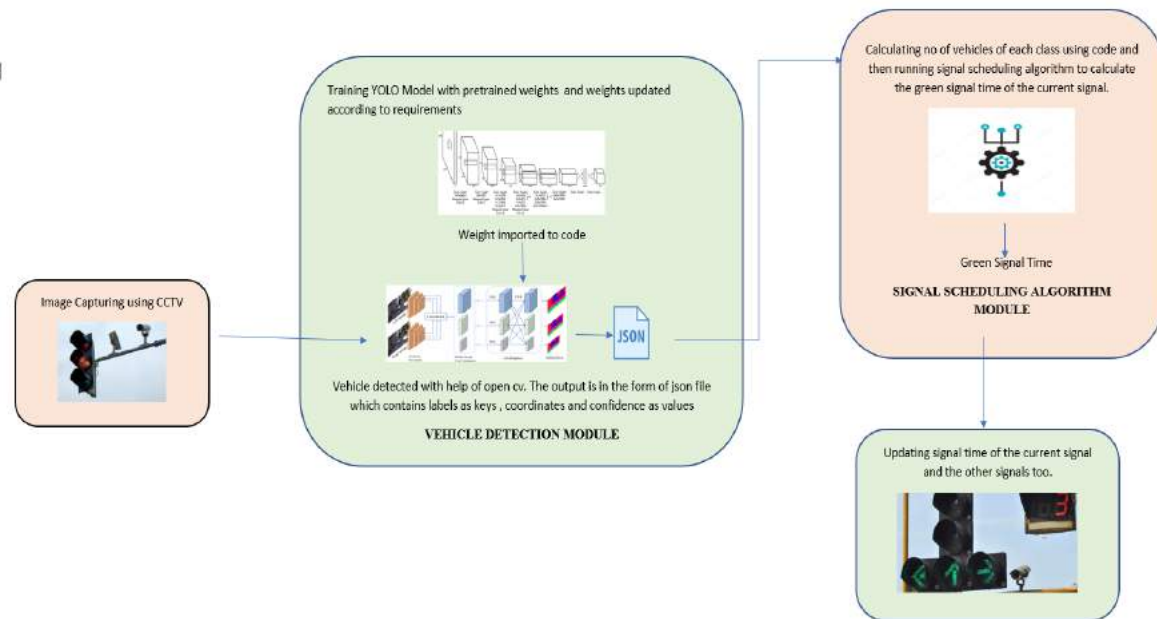 Image Capturing using CCTV
Training YOLO Model with pretrained weights and weights updated
according to requirements
Weight imported to code
JSON
Vehicle detected with help of open cv. The output is in the form of json file
which contains labels as keys , coordinates and confidence as values
VEHICLE DETECTION MODULE
Calculating no of vehicles of each class using code and
then running signal scheduling algorithm to calculate
the green signal time of the current signal.
Green Signal Time
SIGNAL SCHEDULING ALGORITHM
MODULE
Updating signal time of the current signal
and the other signals too.
3